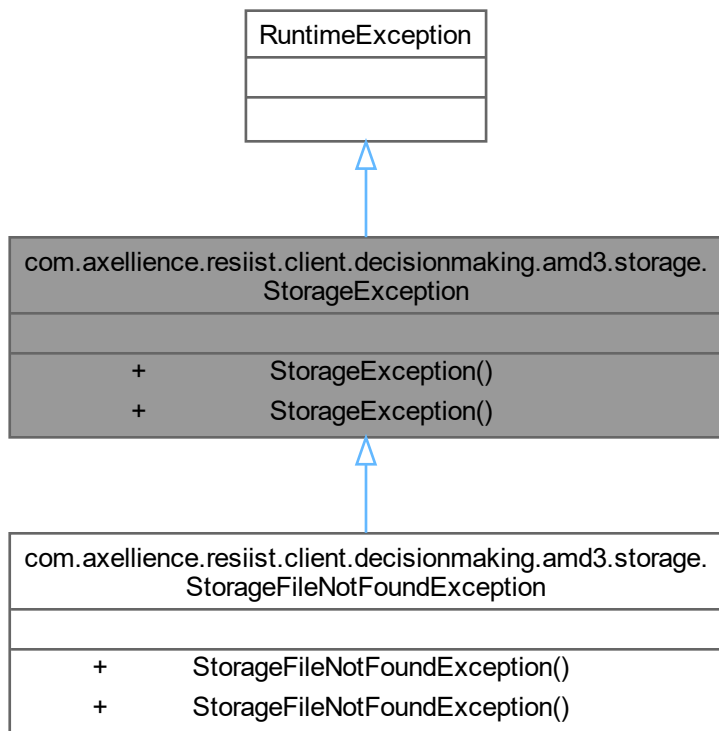 RuntimeException
com.axellience.resiist.client.decisionmaking.amd3.storage.
StorageException
+ StorageException()
+ StorageException()
com.axellience.resiist.client.decisionmaking.amd3.storage.
StorageFileNotFoundException
+ StorageFileNotFoundException()
+ StorageFileNotFoundException()